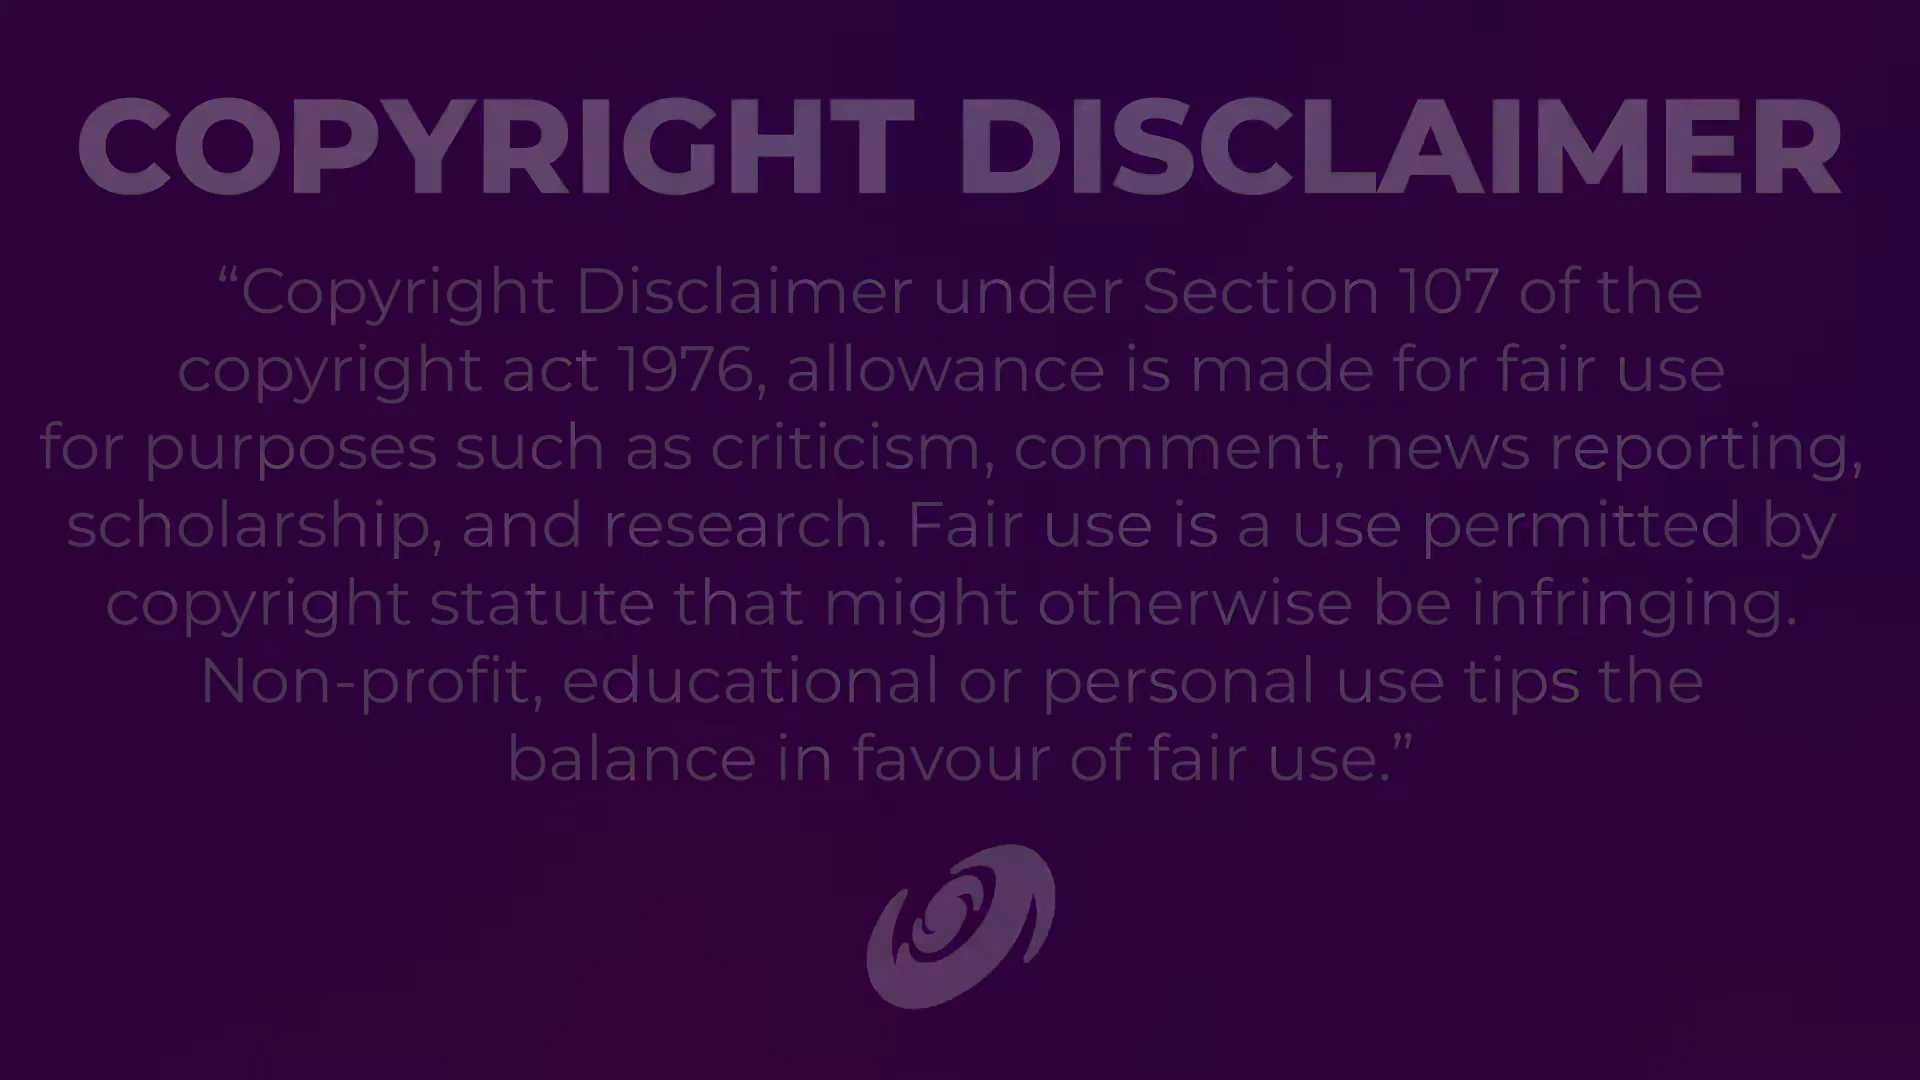 COPYRIGHT DISCLAIMER
“Copyright Disclaimer under Section 107 of the
copyright act 1976, allowance is made for fair use
for purposes such as criticism, comment, news reporting,
scholarship, and research. Fair use is a use permitted by
copyright statute that might otherwise be infringing.
Non-profit, educational or personal use tips the
balance in favour of fair use.”